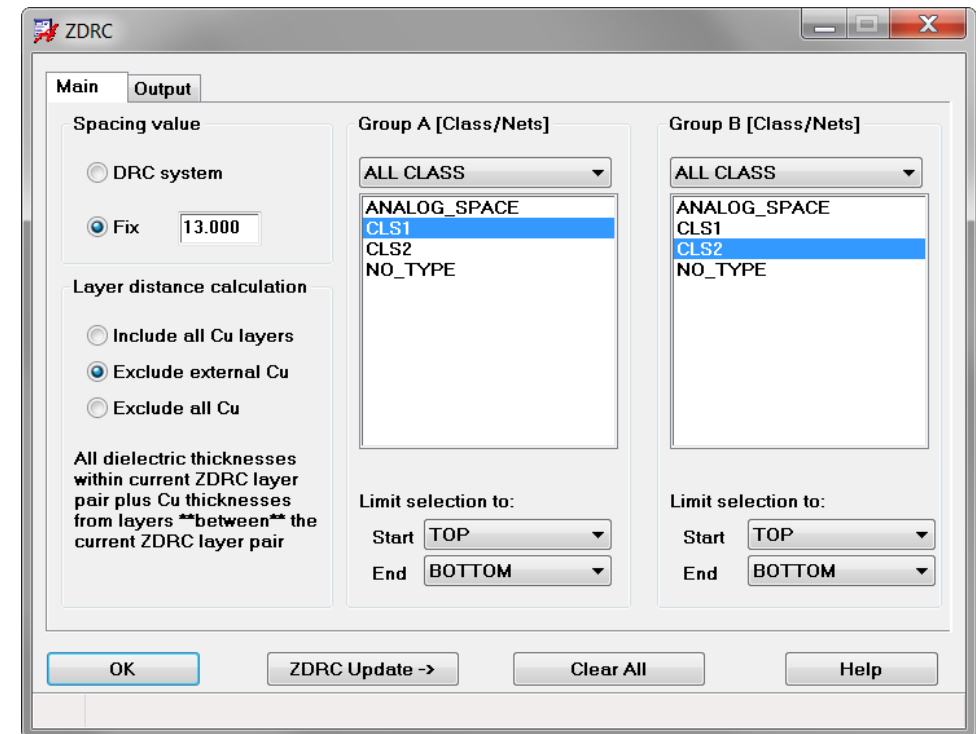 ZDRC
Main
Output
Spacing value
DRC system
Fix
13.000
Layer distance calculation
Include all Cu layers
Exclude external Cu
Exclude all Cu
All dielectric thicknesses
within current ZDRC layer
pair plus Cu thicknesses
from layers **between** the
current ZDRC layer pair
Group A [Class/Nets]
ALL CLASS
ANALOG_SPACE
CLS1
CLS2
NO_TYPE
Limit selection to:
Start TOP
End BOTTOM
Group B [Class/Nets]
ALL CLASS
ANALOG_SPACE
CLS1
CLS2
NO_TYPE
Limit selection to:
Start TOP
End BOTTOM
OK
ZDRC Update ->
Clear All
Help